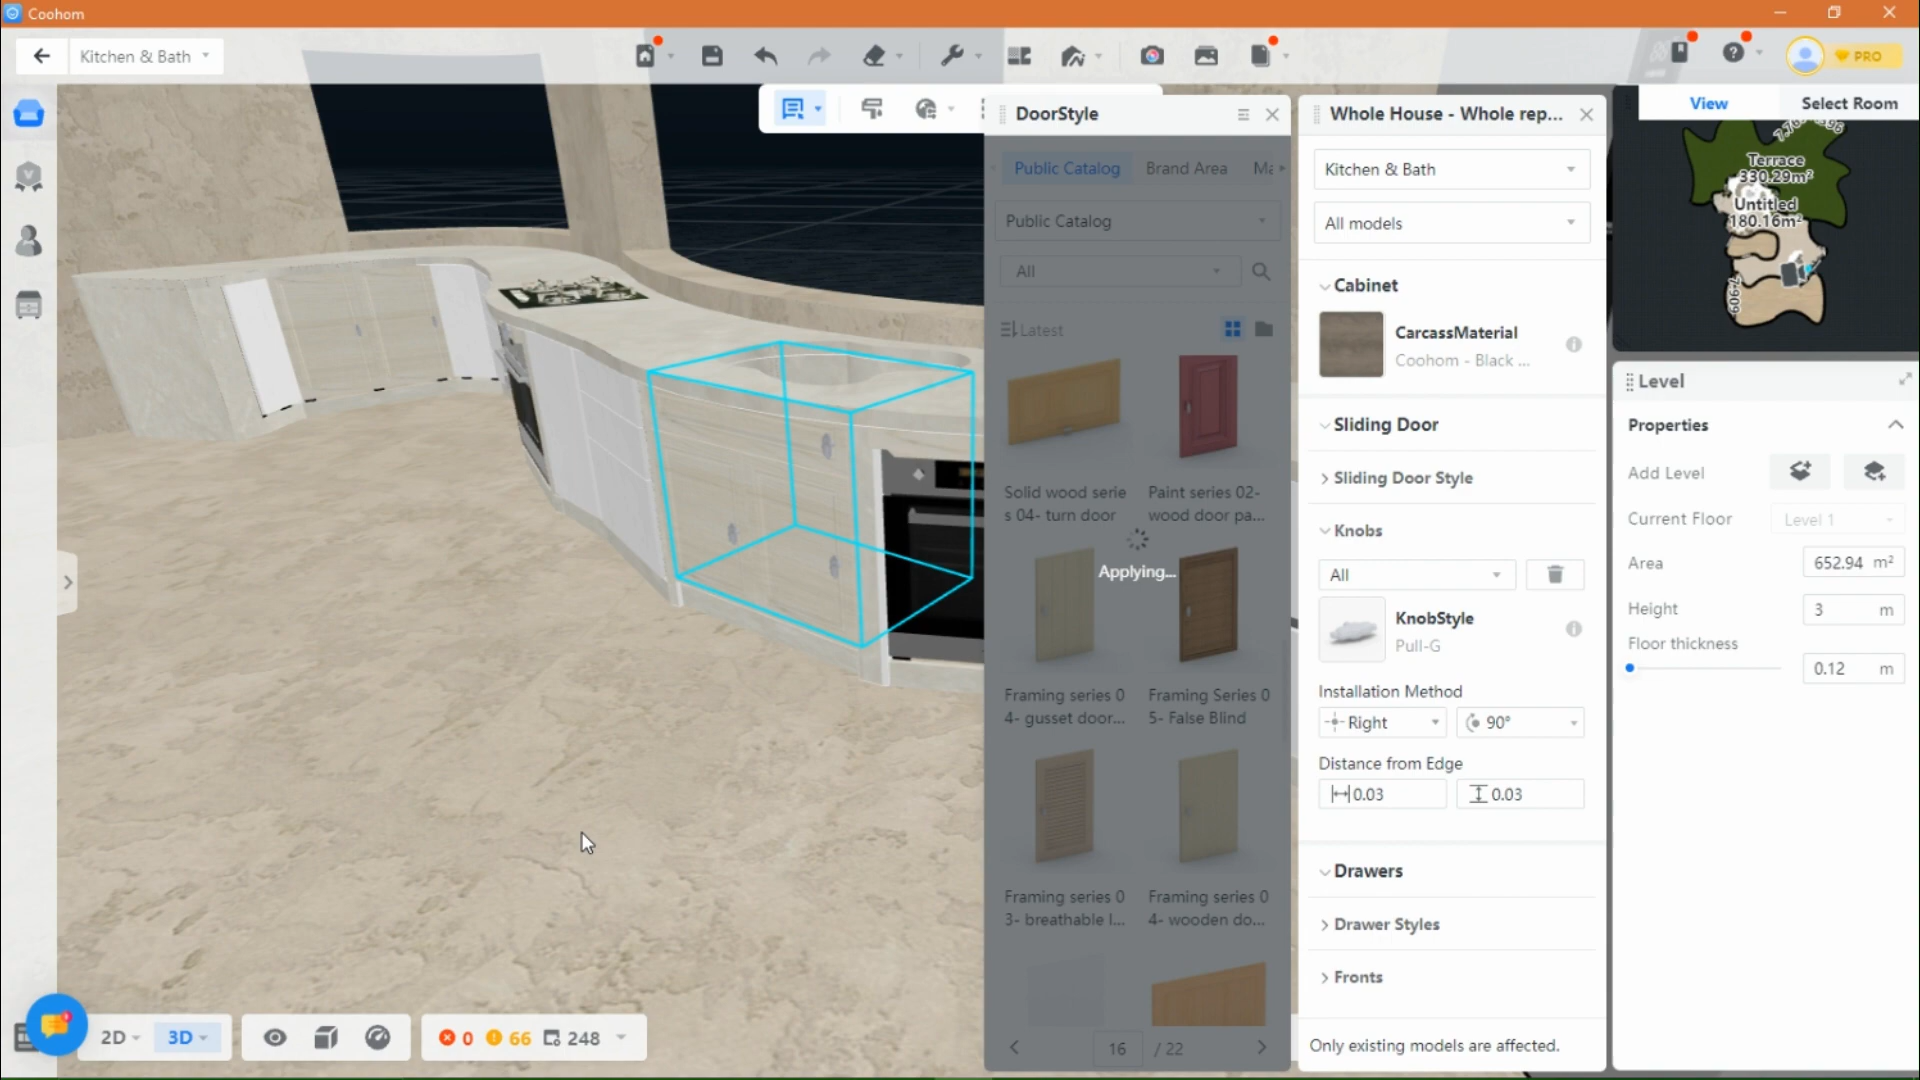 Coohom
Kitchen & Bath
PRO
View
Select Room
DoorStyle
Whole House - Whole rep...
Public Catalog
Brand Area
Public Catalog
All
Latest
Solid wood serie
s 04- turn door
Paint series 02-
wood door pa...
Applying...
Framing series 0
4- gusset door...
Framing Series 0
5- False Blind
Framing series 0
3- breathable l...
Framing series 0
4- wooden do...
16 / 22
Kitchen & Bath
All models
Cabinet
CarcassMaterial
Coohom - Black ...
Sliding Door
Sliding Door Style
Knobs
All
KnobStyle
Pull-G
Installation Method
Right
90°
Distance from Edge
0.03
0.03
Drawers
Drawer Styles
Fronts
Only existing models are affected.
Terrace
330.29m²
Untitled
180.16m²
7.909
Level
Properties
Add Level
Current Floor
Level 1
Area
652.94 m²
Height
3 m
Floor thickness
0.12 m
2D
3D
0
66
248